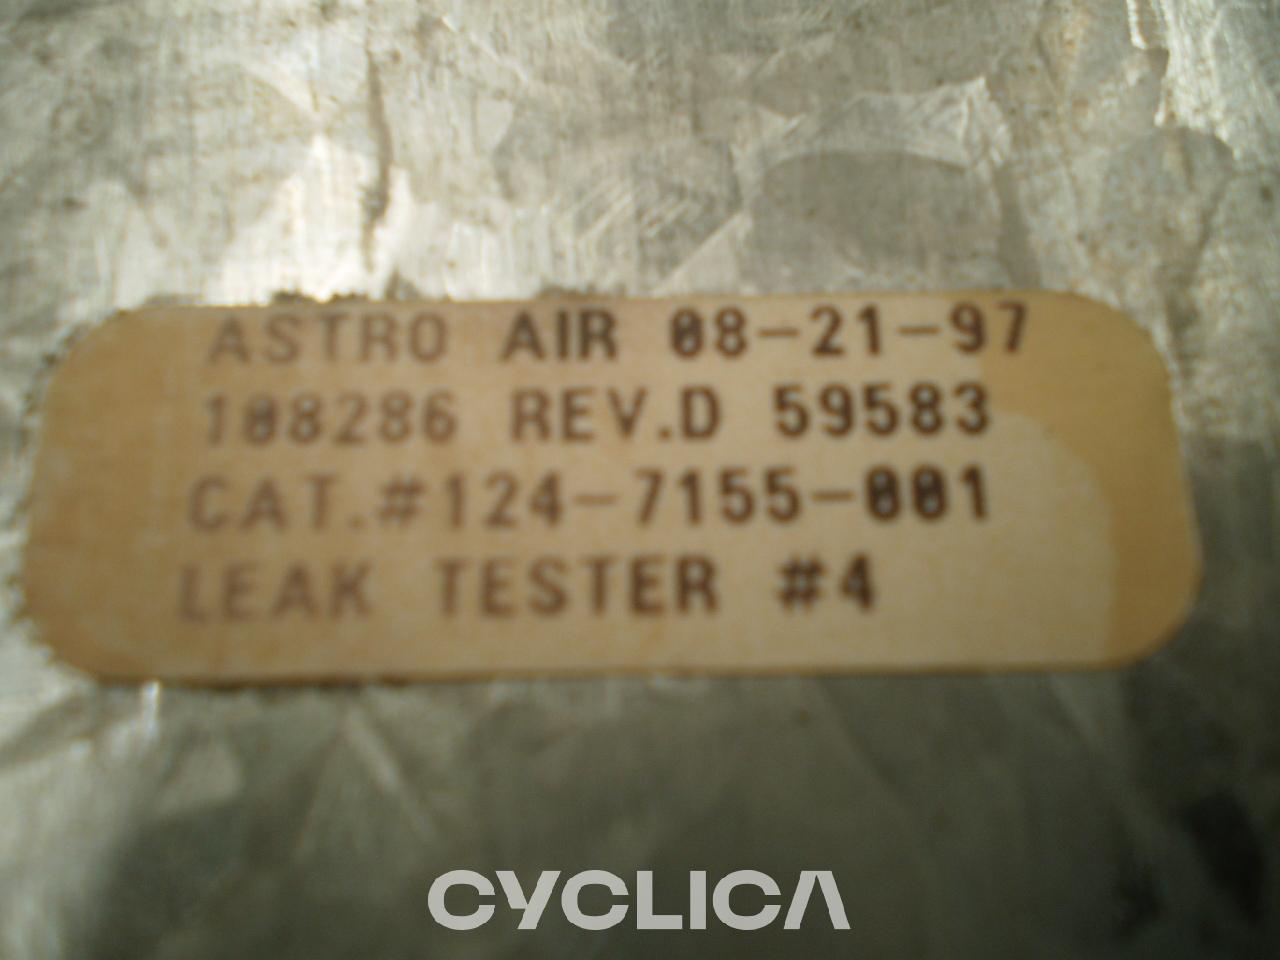 ASTRO AIR 08-21-97
108286 REV.D 59583
CAT.#124-7155-001
LEAK TESTER #4
CYCLICA